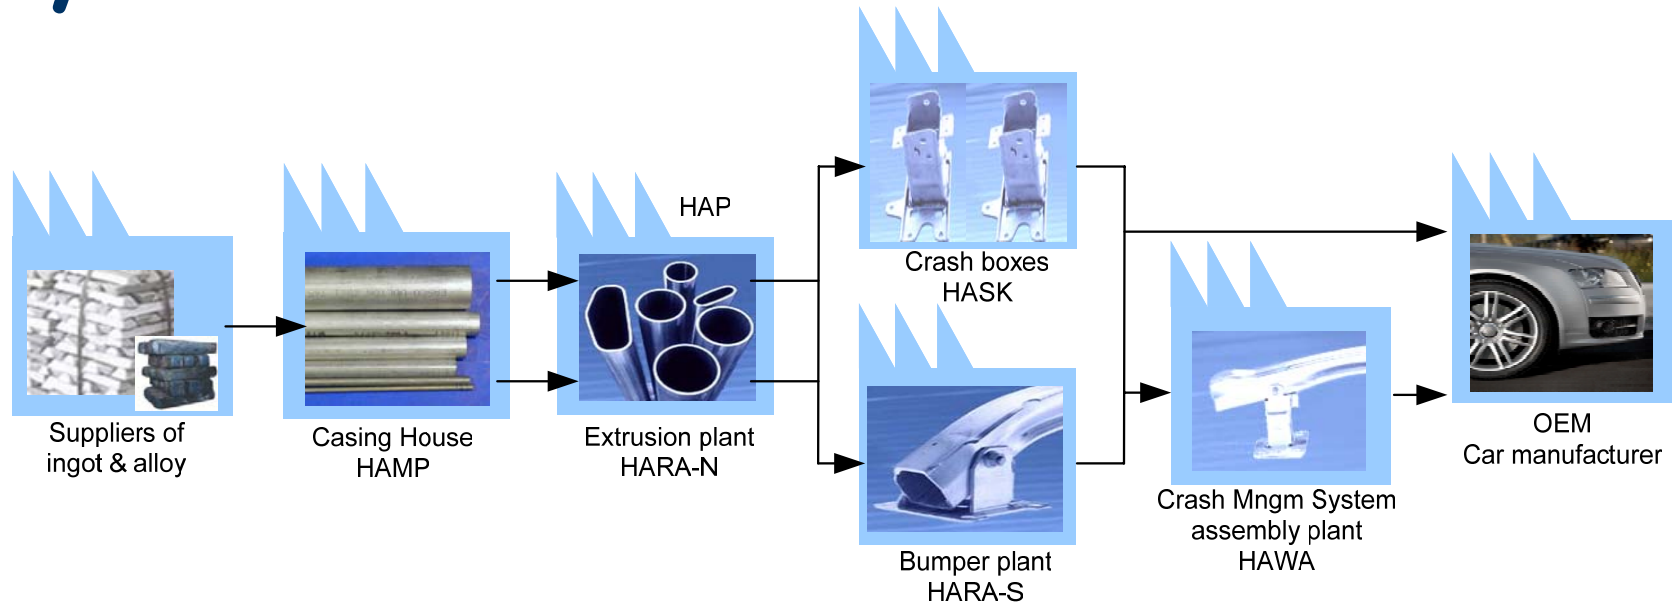 Suppliers of
ingot & alloy
Casing House
HAMP
HAP
Extrusion plant
HARA-N
Crash boxes
HASK
Bumper plant
HARA-S
Crash Mngm System
assembly plant
HAWA
OEM
Car manufacturer